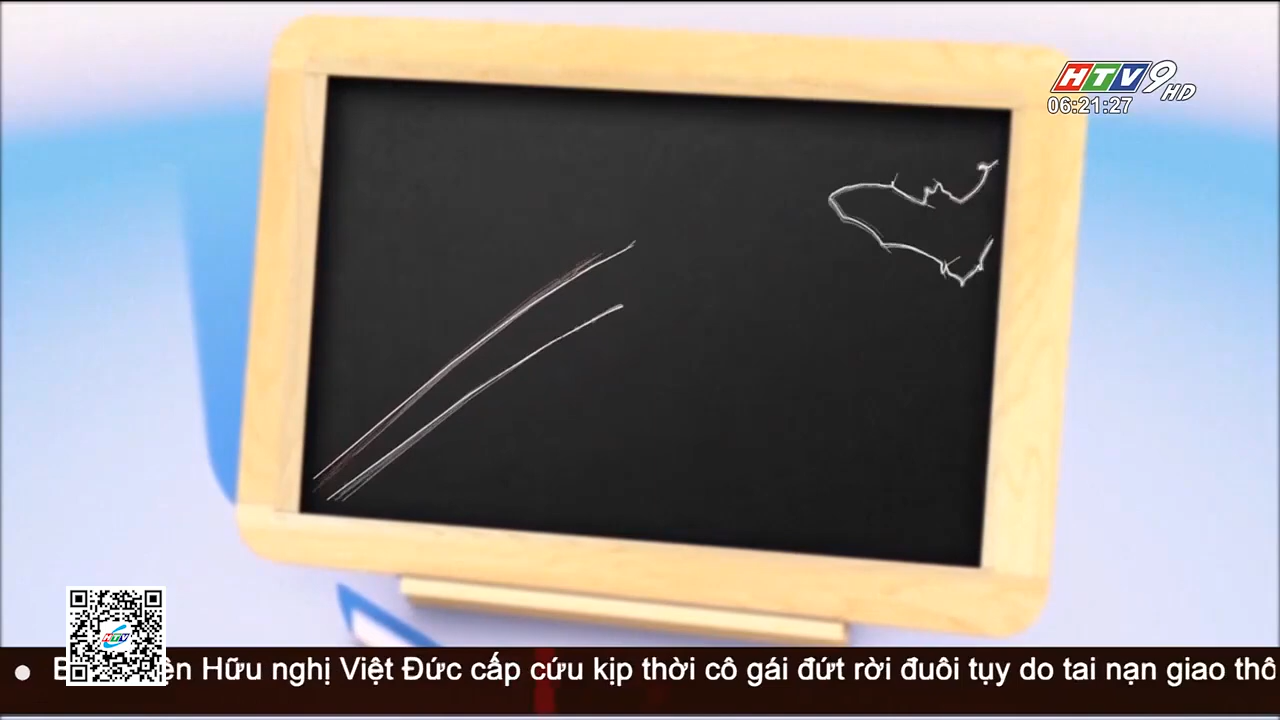 HTV9 HD
06:21:27
HTV
● B ện Hữu nghị Việt Đức cấp cứu kịp thời cô gái đứt rời đuôi tụy do tai nạn giao thô